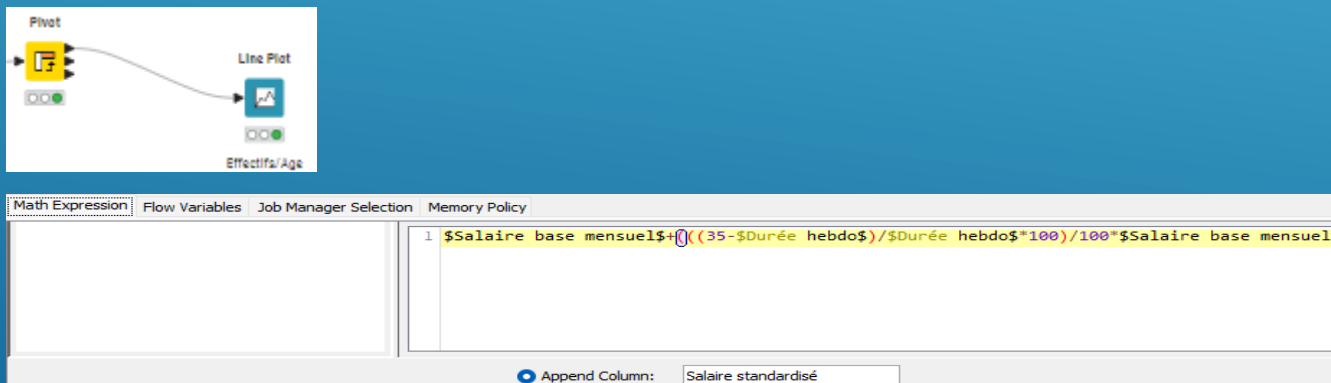 Pivot
Line Plot
Effectifs/Age
Math Expression Flow Variables Job Manager Selection Memory Policy
1 $Salaire base mensuel$+(((35-$Durée hebdo$)/$Durée hebdo$*100)/100*$Salaire base mensuel
Append Column: Salaire standardisé